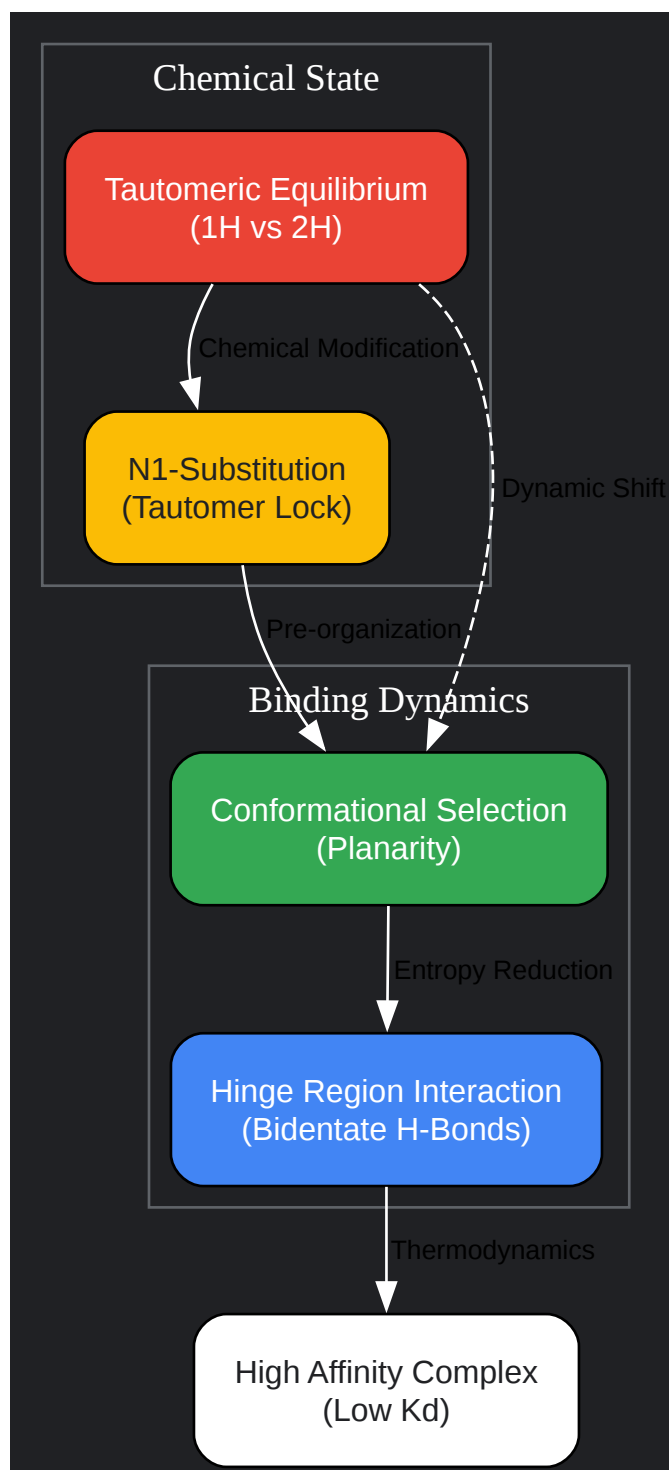 Chemical State
Tautomeric Equilibrium
(1H vs 2H)
Chemical Modification
N1-Substitution
(Tautomer Lock)
Dynamic Shift
Pre-organization
Binding Dynamics
Conformational Selection
(Planarity)
Entropy Reduction
Hinge Region Interaction
(Bidentate H-Bonds)
Thermodynamics
High Affinity Complex
(Low Kd)